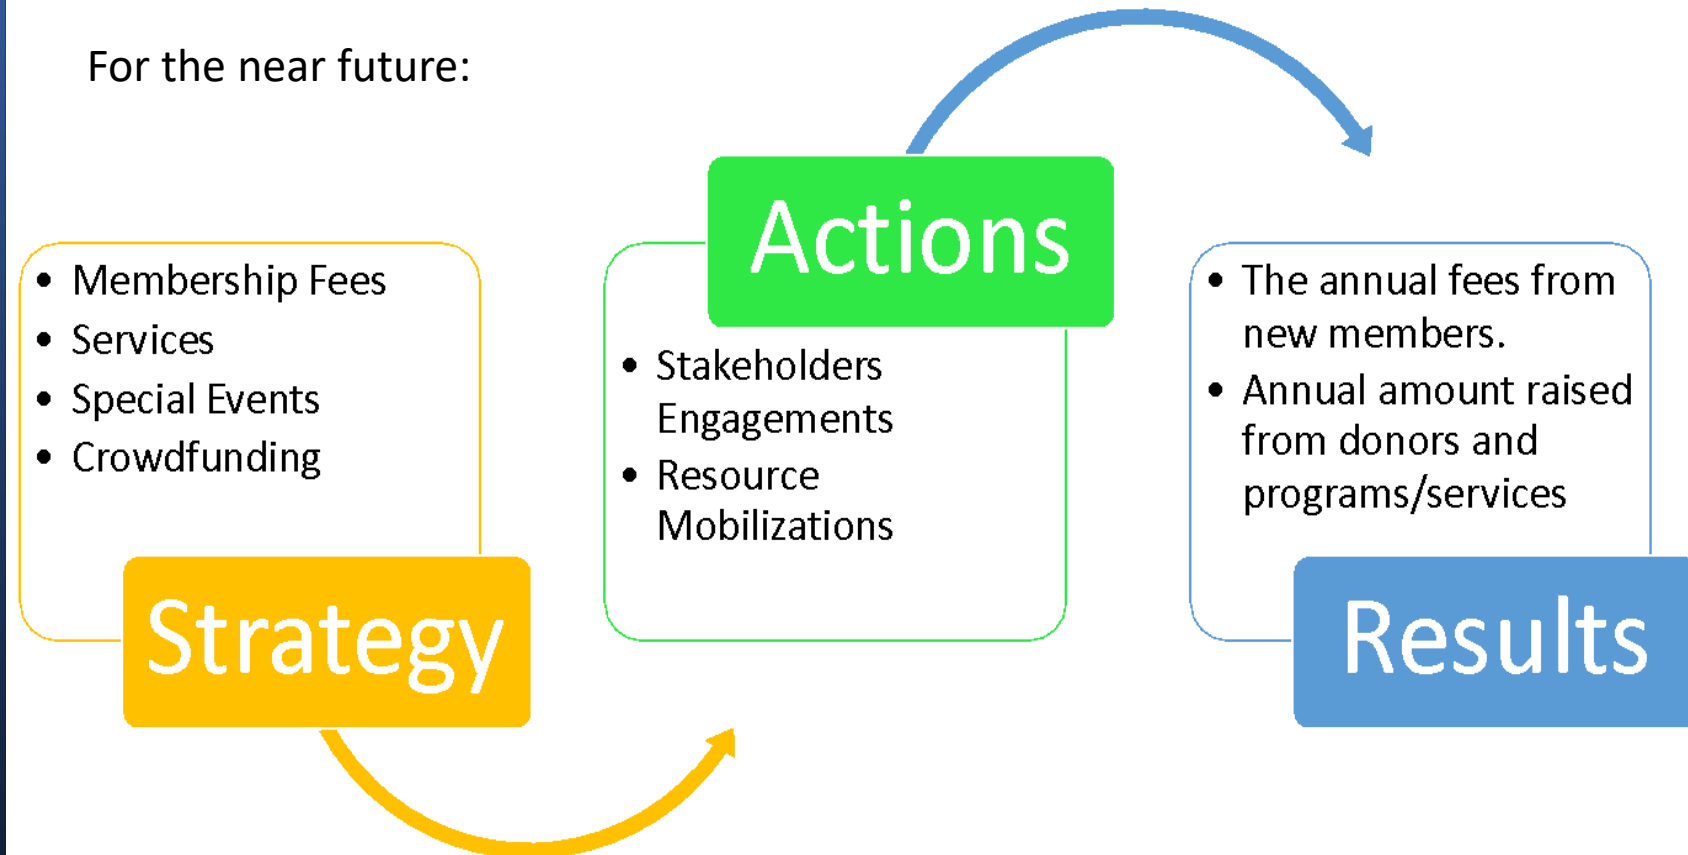 For the near future:
• Membership Fees
• Services
• Special Events
• Crowdfunding
Strategy
Actions
• Stakeholders
Engagements
• Resource
Mobilizations
• The annual fees from
new members.
• Annual amount raised
from donors and
programs/services
Results